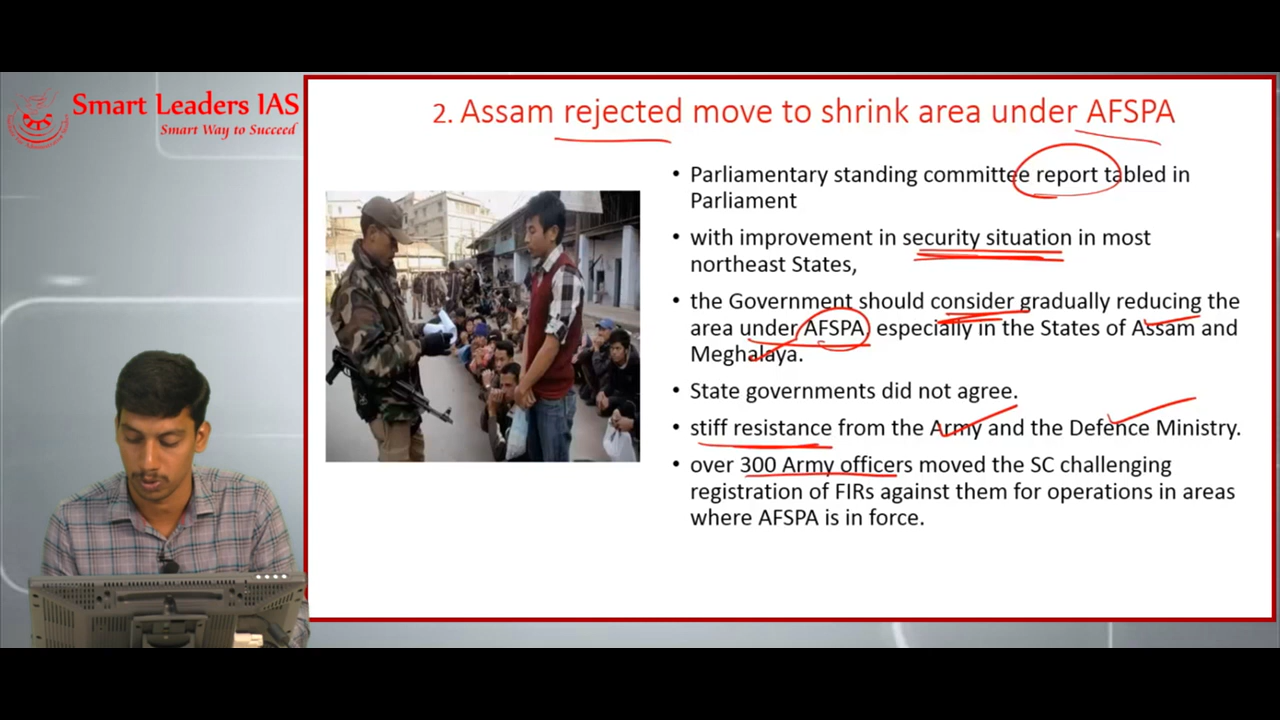 Smart Leaders IAS
Smart Way to Succeed
2. Assam rejected move to shrink area under AFSPA
• Parliamentary standing committee report tabled in
Parliament
• with improvement in security situation in most
northeast States,
• the Government should consider gradually reducing the
area under AFSPA especially in the States of Assam and
Meghalaya.
• State governments did not agree.
• stiff resistance from the Army and the Defence Ministry.
• over 300 Army officers moved the SC challenging
registration of FIRs against them for operations in areas
where AFSPA is in force.